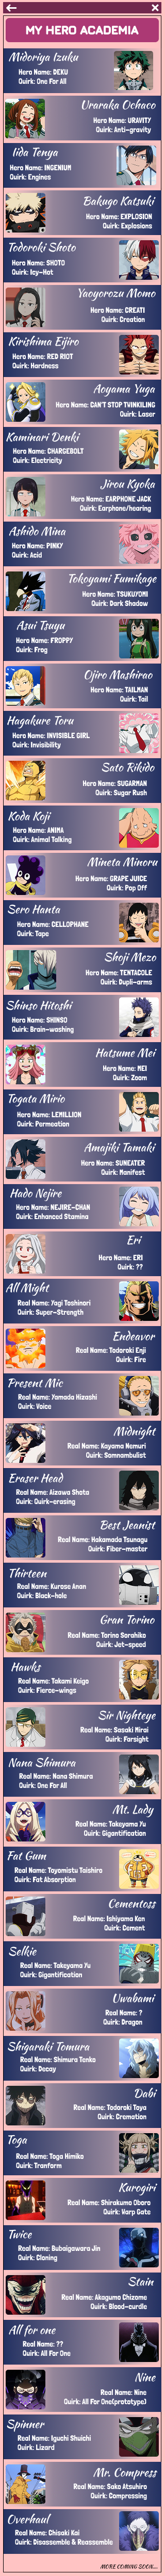 MY HERO ACADEMIA
Midoriya Izuku
Hero Name: DEKU
Quirk: One For All
Uraraka Ochaco
Hero Name: URAVITY
Quirk: Anti-gravity
Iida Tenya
Hero Name: INGENIUM
Quirk: Engines
Bakugo Katsuki
Hero Name: EXPLOSION
Quirk: Explosions
Todoroki Shoto
Hero Name: SHOTO
Quirk: Icy-Hot
Yaoyorozu Momo
Hero Name: CREATI
Quirk: Creation
Kirishima Eijiro
Hero Name: RED RIOT
Quirk: Hardness
Aoyama Yuga
Hero Name: CAN'T STOP TWINKILING
Quirk: Laser
Kaminari Denki
Hero Name: CHARGEBOLT
Quirk: Electricity
Jirou Kyoka
Hero Name: EARPHONE JACK
Quirk: Earphone/hearing
Ashido Mina
Hero Name: PINKY
Quirk: Acid
Tokoyami Fumikage
Hero Name: TSUKUYOMI
Quirk: Dark Shadow
Asui Tsuyu
Hero Name: FROPPY
Quirk: Frog
Ojiro Mashirao
Hero Name: TAILMAN
Quirk: Tail
Hagakure Toru
Hero Name: INVISIBLE GIRL
Quirk: Invisibility
Sato Rikido
Hero Name: SUGARMAN
Quirk: Sugar Rush
Koda Koji
Hero Name: ANIMA
Quirk: Animal Talking
Mineta Minoru
Hero Name: GRAPE JUICE
Quirk: Pop Off
Sero Hanta
Hero Name: CELLOPHANE
Quirk: Tape
Shoji Mezo
Hero Name: TENTACOLE
Quirk: Dupli-arms
Shinso Hitoshi
Hero Name: SHINSO
Quirk: Brain-washing
Hatsume Mei
Hero Name: MEI
Quirk: Zoom
Togata Mirio
Hero Name: LEMILLION
Quirk: Permeation
Amajiki Tamaki
Hero Name: SUNEATER
Quirk: Manifest
Hado Nejire
Hero Name: NEJIRE-CHAN
Quirk: Enhanced Stamina
Eri
Hero Name: ERI
Quirk: ??
All Might
Real Name: Yagi Toshinori
Quirk: Super-Strength
Endeavor
Real Name: Todoroki Enji
Quirk: Fire
Present Mic
Real Name: Yamada Hizashi
Quirk: Voice
Midnight
Real Name: Kayama Nemuri
Quirk: Somnambulist
Eraser Head
Real Name: Aizawa Shota
Quirk: Quirk-erasing
Best Jeanist
Real Name: Hakamada Tsunagu
Quirk: Fiber-master
Thirteen
Real Name: Kurose Anan
Quirk: Black-hole
Gran Torino
Real Name: Torino Sorahiko
Quirk: Jet-speed
Hawks
Real Name: Takami Keigo
Quirk: Fierce-wings
Sir Nighteye
Real Name: Sasaki Mirai
Quirk: Farsight
Nana Shimura
Real Name: Nana Shimura
Quirk: One For All
Mt. Lady
Real Name: Takeyama Yu
Quirk: Gigantification
Fat Gum
Real Name: Toyomistu Taishiro
Quirk: Fat Absorption
Cementoss
Real Name: Ishiyama Ken
Quirk: Cement
Selkie
Real Name: Takeyama Yu
Quirk: Gigantification
Uwabami
Real Name: ?
Quirk: Dragon
Shigaraki Tomura
Real Name: Shimura Tenko
Quirk: Decay
Dabi
Real Name: Todoroki Toya
Quirk: Cremation
Toga
Real Name: Toga Himiko
Quirk: Tranform
Kurogiri
Real Name: Shirakumo Oboro
Quirk: Warp Gate
Twice
Real Name: Bubaigawara Jin
Quirk: Cloning
Stain
Real Name: Akaguro Chizome
Quirk: Blood-curdle
All for one
Real Name: ??
Quirk: All For One
Nine
Real Name: Nine
Quirk: All For One(prototype)
Spinner
Real Name: Iguchi Shuichi
Quirk: Lizard
Mr. Compress
Real Name: Sako Atsuhiro
Quirk: Compressing
Overhaul
Real Name: Chisaki Kai
Quirk: Disassemble & Reassemble
MORE COMING SOON...